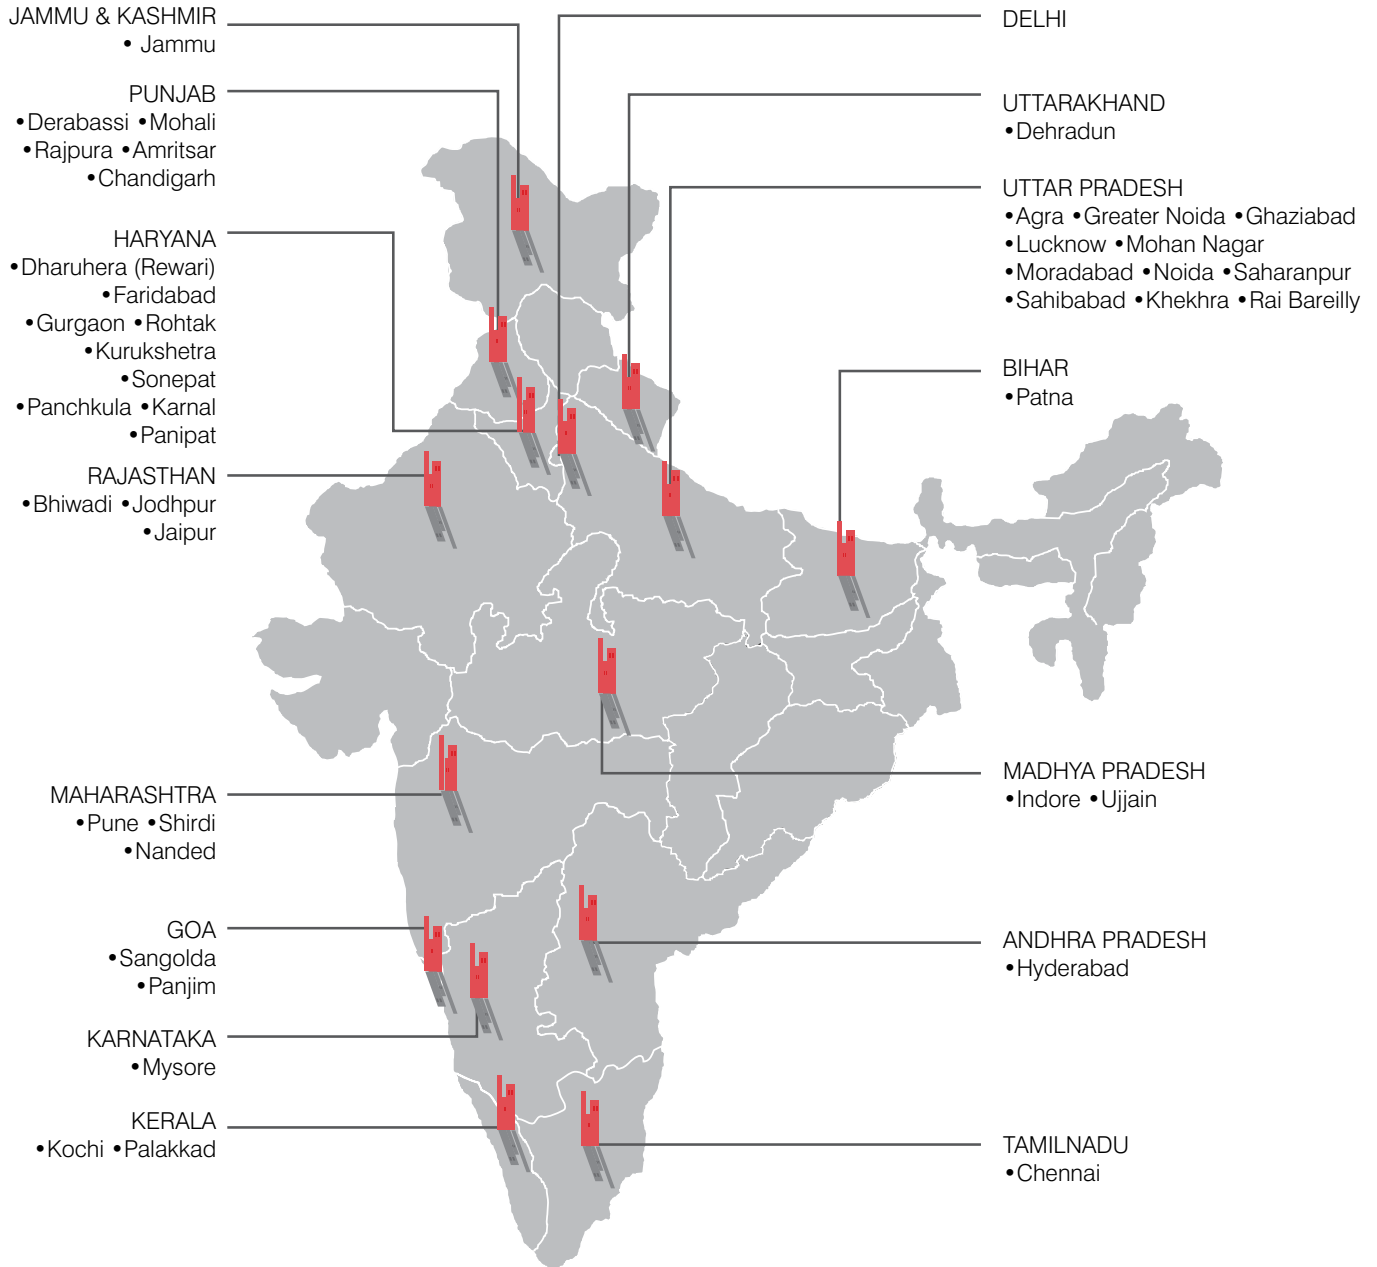 JAMMU & KASHMIR
• Jammu
PUNJAB
•Derabassi •Mohali
•Rajpura •Amritsar
•Chandigarh
HARYANA
•Dharuhera (Rewari)
•Faridabad
•Gurgaon •Rohtak
•Kurukshetra
•Sonepat
•Panchkula •Karnal
•Panipat
RAJASTHAN
•Bhiwadi •Jodhpur
•Jaipur
MAHARASHTRA
•Pune •Shirdi
•Nanded
GOA
•Sangolda
•Panjim
KARNATAKA
•Mysore
KERALA
•Kochi •Palakkad
DELHI
UTTARAKHAND
•Dehradun
UTTAR PRADESH
•Agra •Greater Noida •Ghaziabad
•Lucknow •Mohan Nagar
•Moradabad •Noida •Saharanpur
•Sahibabad •Khekhra •Rai Bareilly
BIHAR
•Patna
MADHYA PRADESH
•Indore •Ujjain
ANDHRA PRADESH
•Hyderabad
TAMILNADU
•Chennai